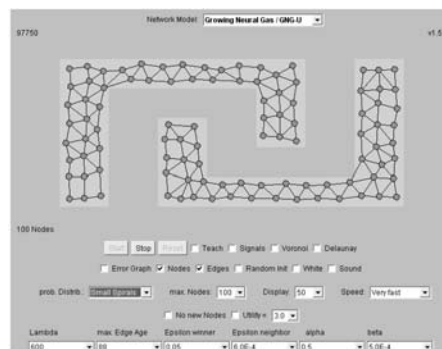 Network Model: Growing Neural Gas / GNG-U
97750 v1.5
100 Nodes
Start Stop Reset Teach Signals Voronoi Delaunay
Error Graph Nodes Edges Random Init White Sound
prob. Distrib.: Small Spirals max. Nodes: 100 Display: 50 Speed: Very fast
No new Nodes Utility = 3.0
Lambda max. Edge Age Epsilon winner Epsilon neighbor alpha beta
600 88 0.05 6.0E-4 0.5 5.0E-4